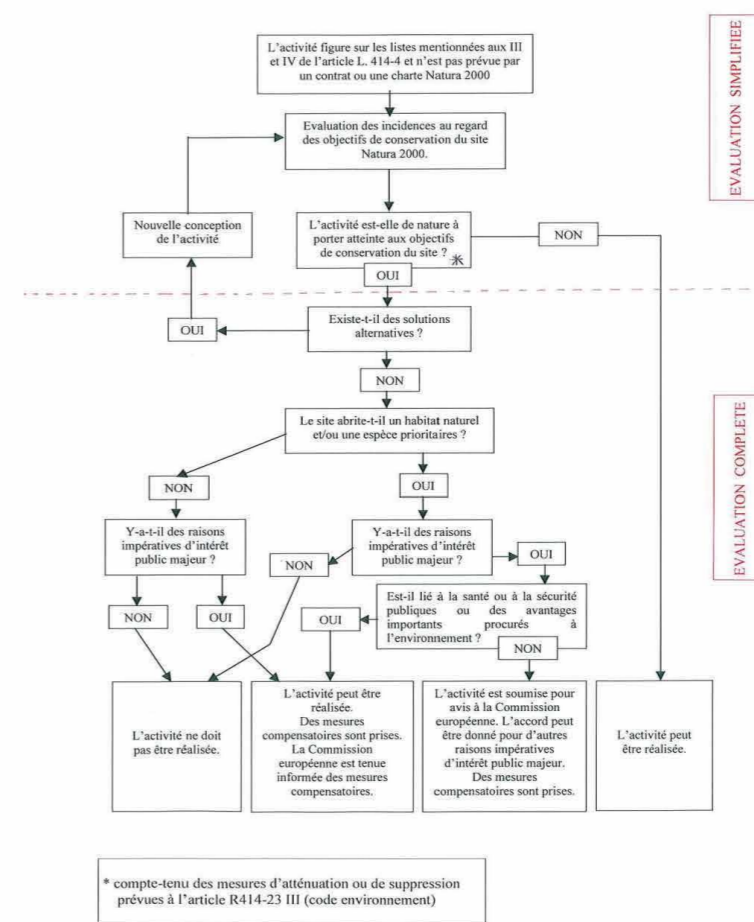 EVALUATION SIMPLIFIEE
L'activité figure sur les listes mentionnées aux III
et IV de l'article L. 414-4 et n'est pas prévue par
un contrat ou une charte Natura 2000
Evaluation des incidences au regard
des objectifs de conservation du site
Natura 2000.
Nouvelle conception
de l'activité
L'activité est-elle de nature à
porter atteinte aux objectifs
de conservation du site ? *
NON
OUI
OUI
Existe-t-il des solutions
alternatives ?
NON
EVALUATION COMPLETE
Le site abrite-t-il un habitat naturel
et/ou une espèce prioritaires ?
NON
OUI
Y-a-t-il des raisons
impératives d'intérêt
public majeur ?
Y-a-t-il des raisons
impératives d'intérêt
public majeur ?
NON
OUI
NON
OUI
OUI
Est-il lié à la santé ou à la sécurité
publiques ou des avantages
importants procurés à
l'environnement ?
NON
L'activité ne doit
pas être réalisée.
L'activité peut être
réalisée.
Des mesures
compensatoires sont prises.
La Commission
européenne est tenue
informée des mesures
compensatoires.
L'activité est soumise pour
avis à la Commission
européenne. L'accord peut
être donné pour d'autres
raisons impératives
d'intérêt public majeur.
Des mesures
compensatoires sont prises.
L'activité peut
être réalisée.
* compte-tenu des mesures d'atténuation ou de suppression
prévues à l'article R414-23 III (code environnement)